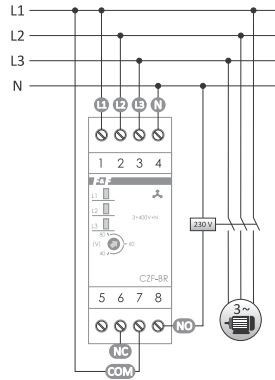 L1
L2
L3
N
L1 L2 L3 N
1 2 3 4
F&F
L1
L2
L3
3×400V+N
80
[V] 60
40
CZF-BR
230 V
3~
5 6 7 8
NO
NC
COM